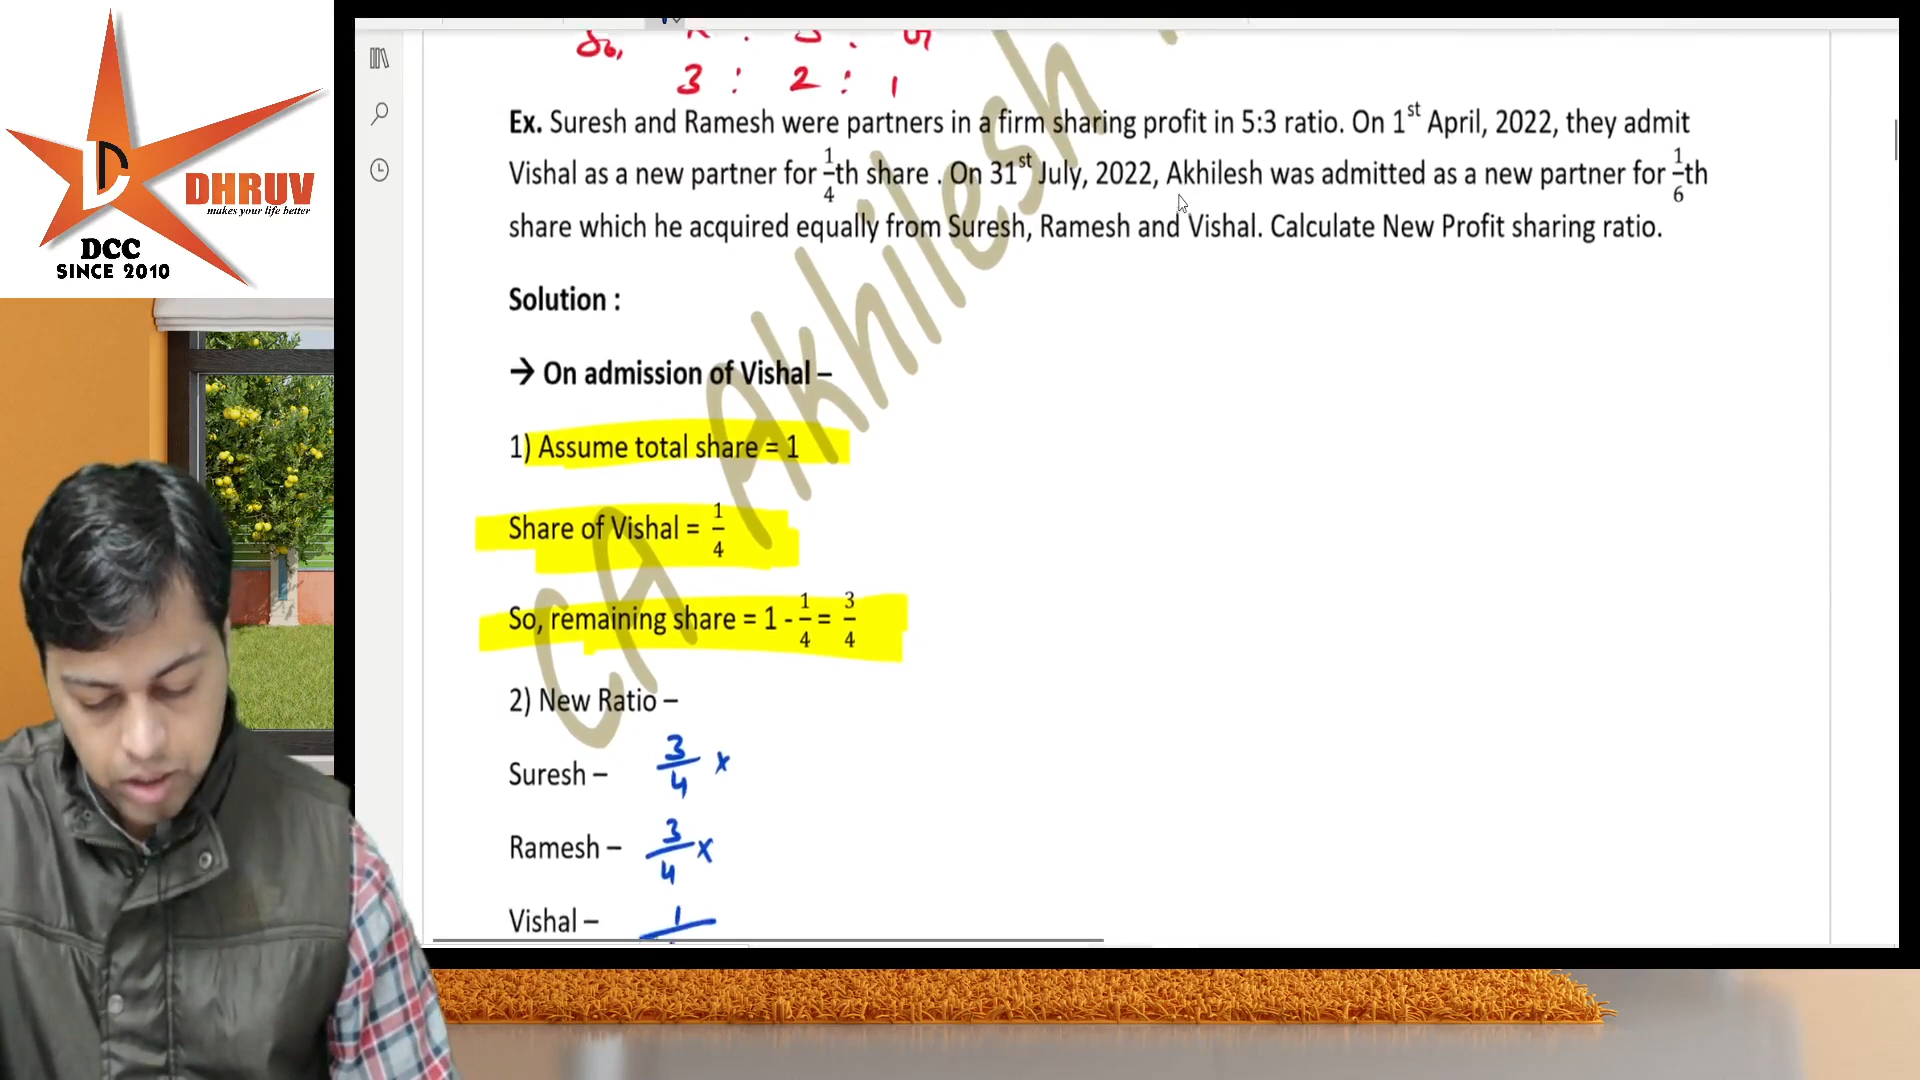 DC
DHRUV
makes your life better
DCC
SINCE 2010
So,
3 : 2 : 1
Ex. Suresh and Ramesh were partners in a firm sharing profit in 5:3 ratio. On 1st April, 2022, they admit
Vishal as a new partner for 1/4th share . On 31st July, 2022, Akhilesh was admitted as a new partner for 1/6th
share which he acquired equally from Suresh, Ramesh and Vishal. Calculate New Profit sharing ratio.
Solution :
→ On admission of Vishal –
1) Assume total share = 1
Share of Vishal = 1/4
So, remaining share = 1 - 1/4 = 3/4
2) New Ratio –
Suresh – 3/4 x
Ramesh – 3/4 x
Vishal – 1
CA Akhilesh